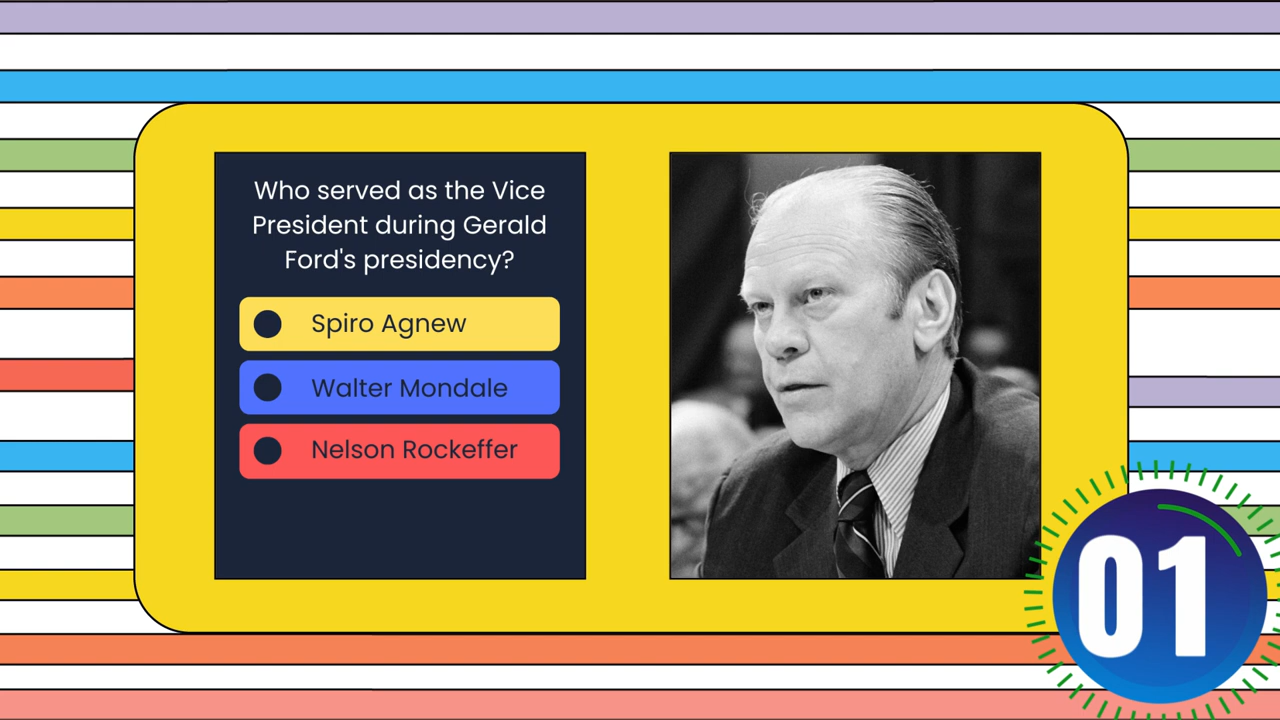 Who served as the Vice
President during Gerald
Ford's presidency?
Spiro Agnew
Walter Mondale
Nelson Rockeffer
01